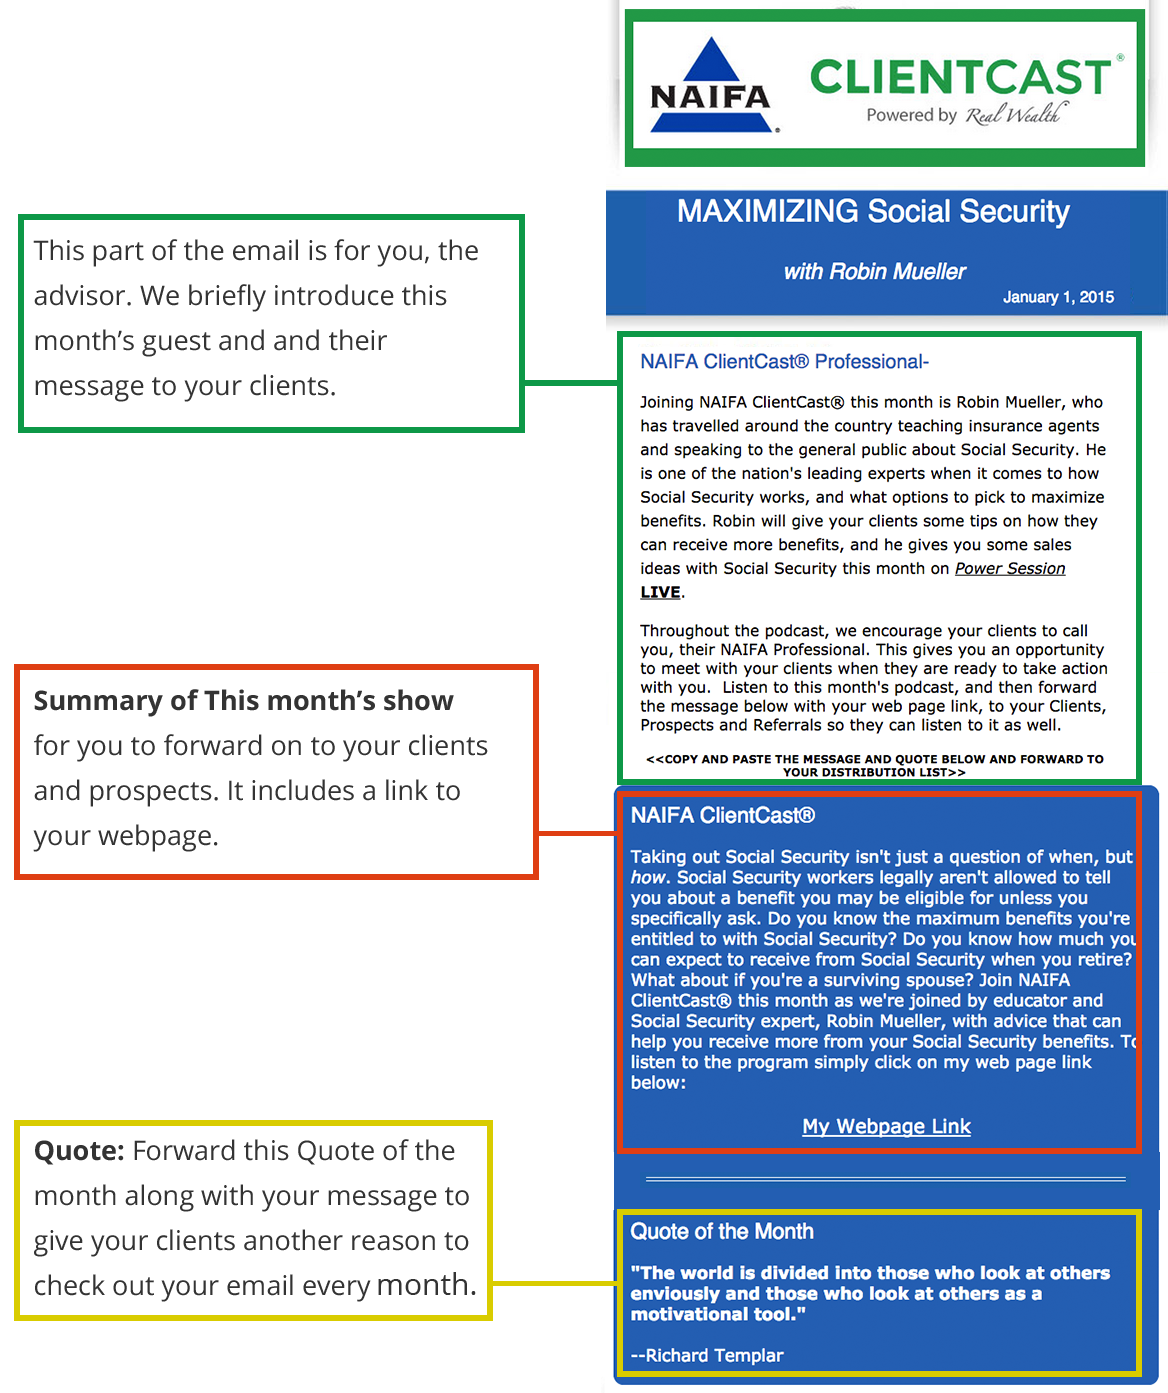 NAIFA
CLIENTCAST®
Powered by Real Wealth
MAXIMIZING Social Security
with Robin Mueller
January 1, 2015
This part of the email is for you, the
advisor. We briefly introduce this
month’s guest and and their
message to your clients.
NAIFA ClientCast® Professional-
Joining NAIFA ClientCast® this month is Robin Mueller, who
has travelled around the country teaching insurance agents
and speaking to the general public about Social Security. He
is one of the nation's leading experts when it comes to how
Social Security works, and what options to pick to maximize
benefits. Robin will give your clients some tips on how they
can receive more benefits, and he gives you some sales
ideas with Social Security this month on Power Session
LIVE.
Throughout the podcast, we encourage your clients to call
you, their NAIFA Professional. This gives you an opportunity
to meet with your clients when they are ready to take action
with you.  Listen to this month's podcast, and then forward
the message below with your web page link, to your Clients,
Prospects and Referrals so they can listen to it as well.
<<COPY AND PASTE THE MESSAGE AND QUOTE BELOW AND FORWARD TO
YOUR DISTRIBUTION LIST>>
Summary of This month’s show
for you to forward on to your clients
and prospects. It includes a link to
your webpage.
NAIFA ClientCast®
Taking out Social Security isn't just a question of when, but
how. Social Security workers legally aren't allowed to tell
you about a benefit you may be eligible for unless you
specifically ask. Do you know the maximum benefits you're
entitled to with Social Security? Do you know how much you
can expect to receive from Social Security when you retire?
What about if you're a surviving spouse? Join NAIFA
ClientCast® this month as we're joined by educator and
Social Security expert, Robin Mueller, with advice that can
help you receive more from your Social Security benefits. To
listen to the program simply click on my web page link
below:
My Webpage Link
Quote: Forward this Quote of the
month along with your message to
give your clients another reason to
check out your email every month.
Quote of the Month
"The world is divided into those who look at others
enviously and those who look at others as a
motivational tool."
--Richard Templar